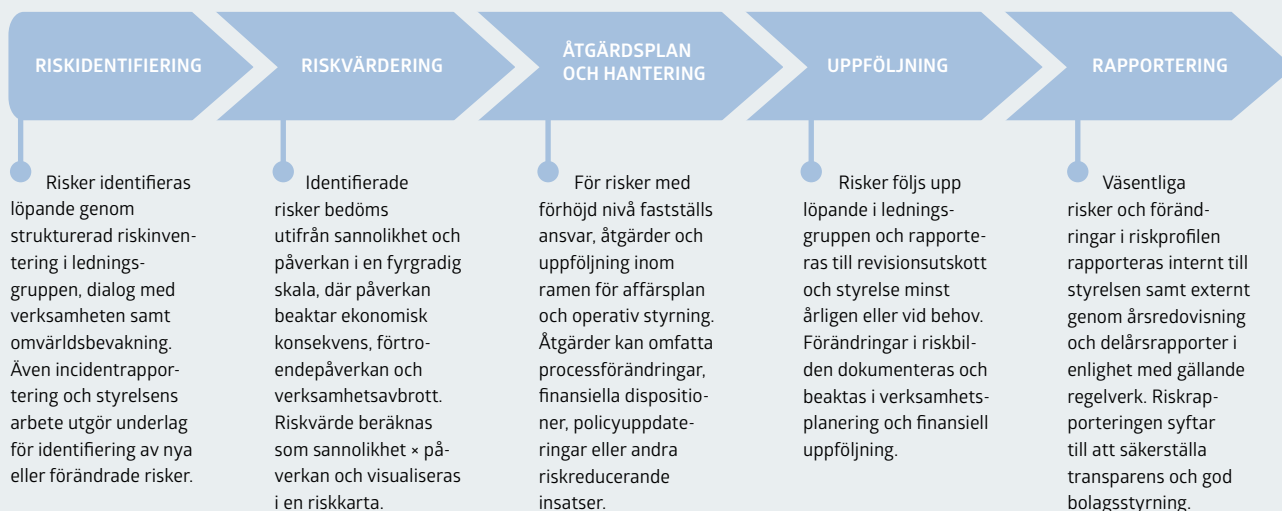 RISKIDENTIFIERING
Risker identifieras
löpande genom
strukturerad riskinven-
tering i lednings-
gruppen, dialog med
verksamheten samt
omvärldsbevakning.
Även incidentrappor-
tering och styrelsens
arbete utgör underlag
för identifiering av nya
eller förändrade risker.
RISKVÄRDERING
Identifierade
risker bedöms
utifrån sannolikhet och
påverkan i en fyrgradig
skala, där påverkan
beaktar ekonomisk
konsekvens, förtro-
endepåverkan och
verksamhetsavbrott.
Riskvärde beräknas
som sannolikhet × på-
verkan och visualiseras
i en riskkarta.
ÅTGÄRDSPLAN
OCH HANTERING
För risker med
förhöjd nivå fastställs
ansvar, åtgärder och
uppföljning inom
ramen för affärsplan
och operativ styrning.
Åtgärder kan omfatta
processförändringar,
finansiella dispositio-
ner, policyuppdate-
ringar eller andra
riskreducerande
insatser.
UPPFÖLJNING
Risker följs upp
löpande i lednings-
gruppen och rapporte-
ras till revisionsutskott
och styrelse minst
årligen eller vid behov.
Förändringar i riskbil-
den dokumenteras och
beaktas i verksamhets-
planering och finansiell
uppföljning.
RAPPORTERING
Väsentliga
risker och föränd-
ringar i riskprofilen
rapporteras internt till
styrelsen samt externt
genom årsredovisning
och delårsrapporter i
enlighet med gällande
regelverk. Riskrap-
porteringen syftar
till att säkerställa
transparens och god
bolagsstyrning.